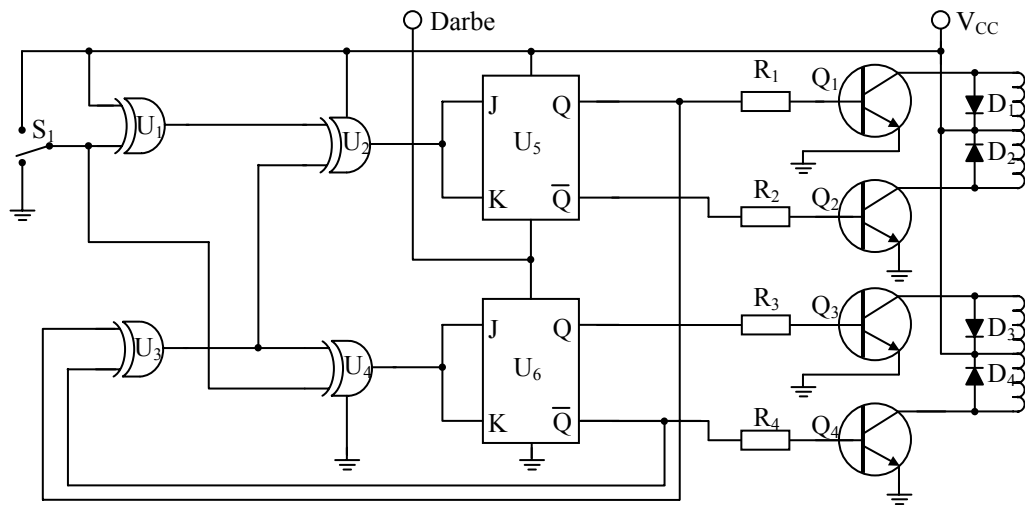 Darbe
V_CC
S₁
U₁
U₂
U₃
U₄
J
Q
U₅
K
Q̅
J
Q
U₆
K
Q̅
R₁
Q₁
D₁
D₂
R₂
Q₂
R₃
Q₃
D₃
D₄
R₄
Q₄